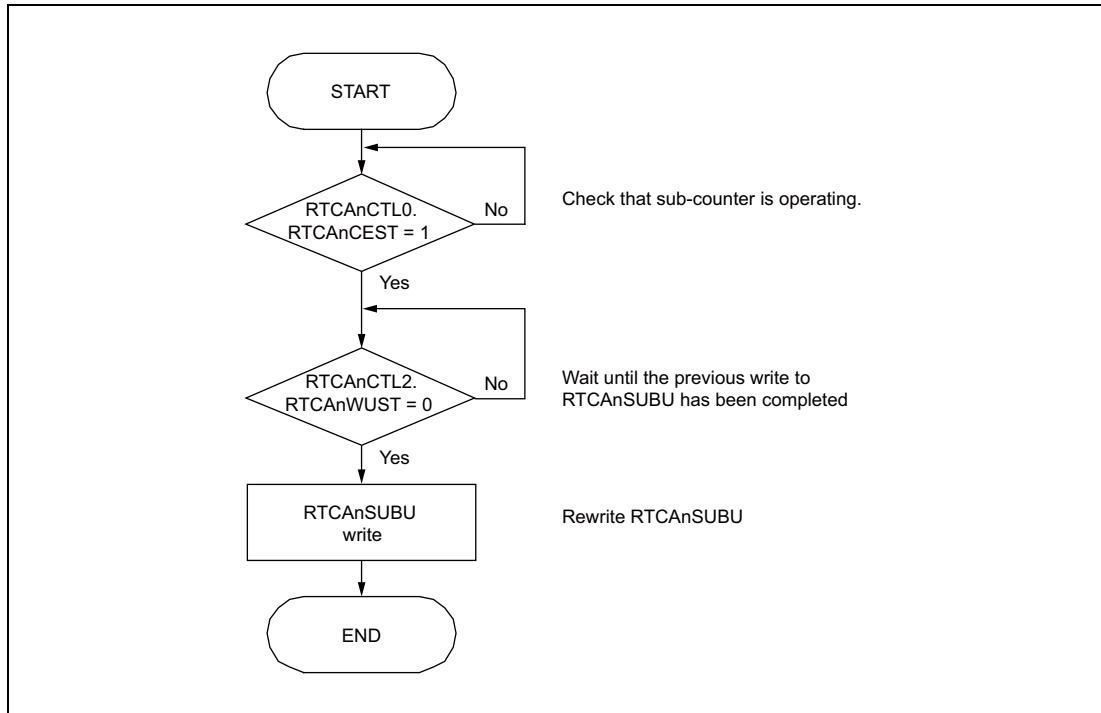 START
RTCAnCTL0.
RTCAnCEST = 1
No
Check that sub-counter is operating.
Yes
RTCAnCTL2.
RTCAnWUST = 0
No
Wait until the previous write to
RTCAnSUBU has been completed
Yes
RTCAnSUBU
write
Rewrite RTCAnSUBU
END